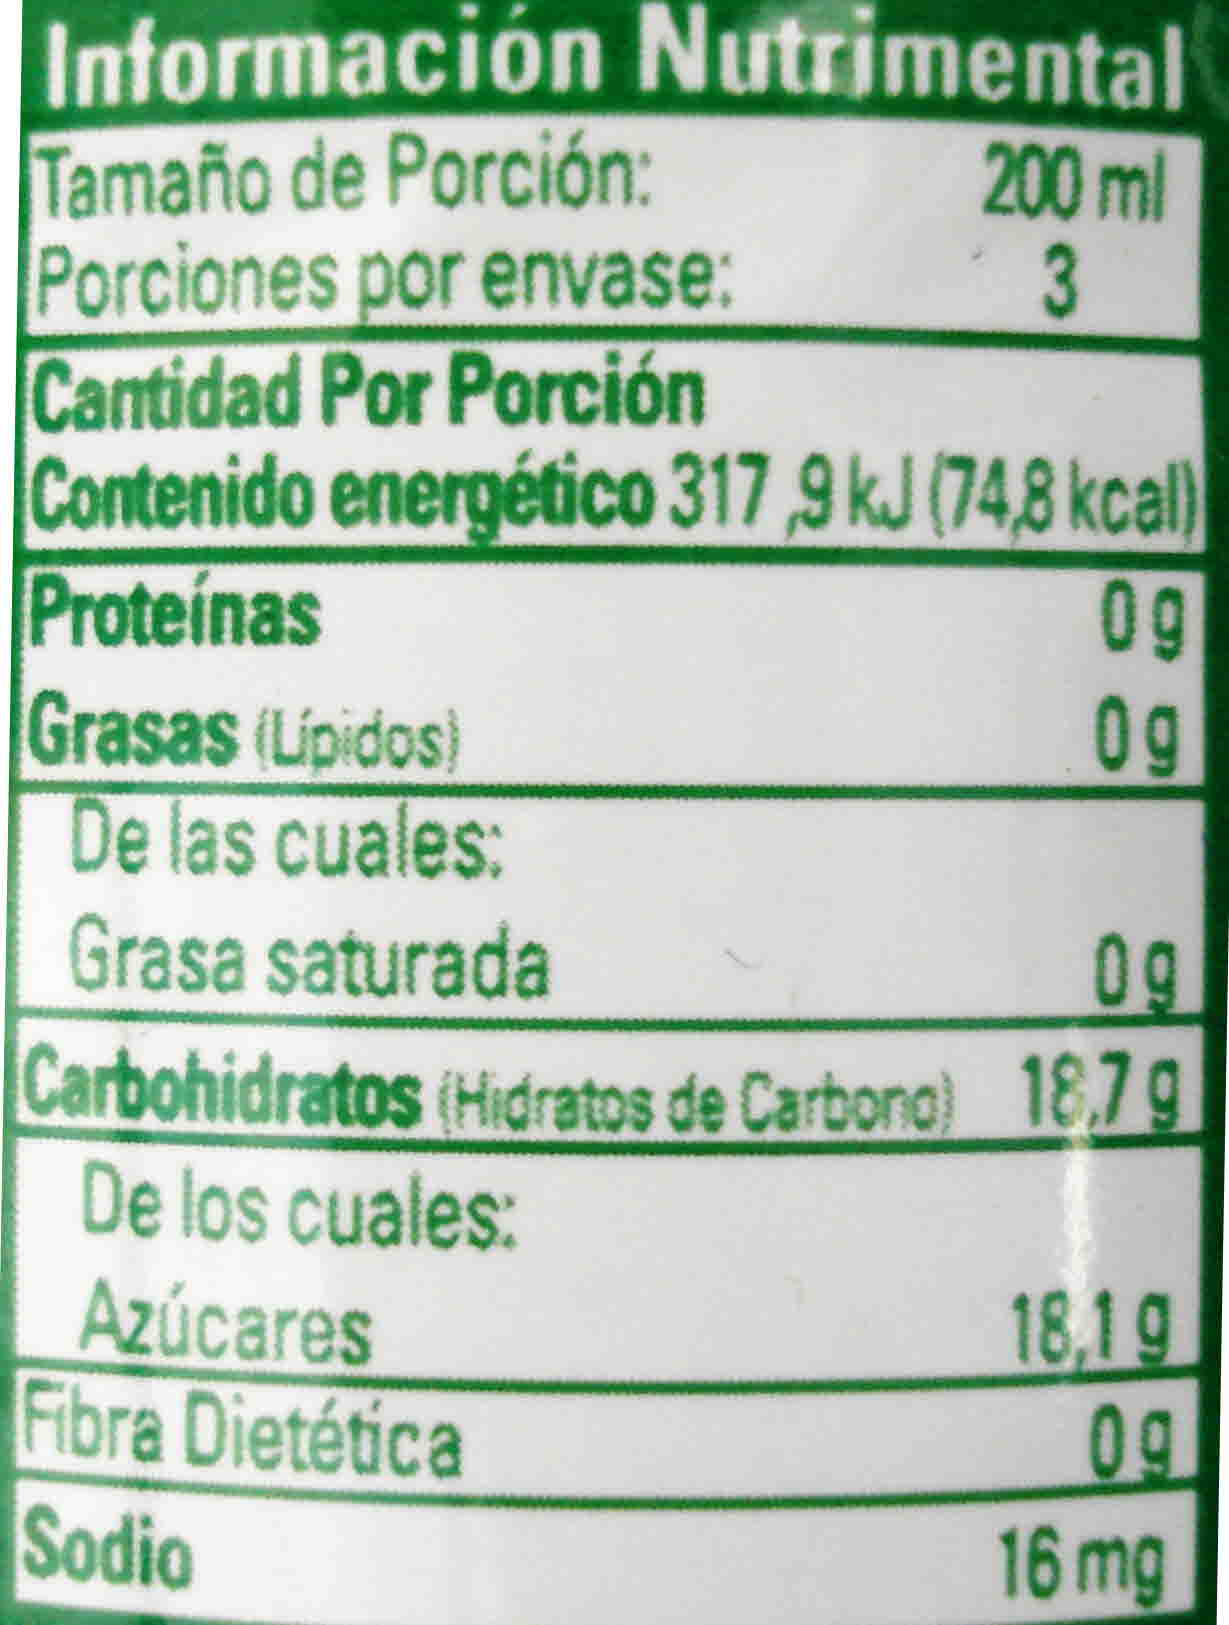 Información Nutrimental
Tamaño de Porción: 200 ml
Porciones por envase: 3
Cantidad Por Porción
Contenido energético 317 ,9 kJ (74,8 kcal)
Proteínas 0 g
Grasas (Lípidos) 0 g
De las cuales:
Grasa saturada 0 g
Carbohidratos (Hidratos de Carbono) 18,7 g
De los cuales:
Azúcares 18,1 g
Fibra Dietética 0 g
Sodio 16 mg